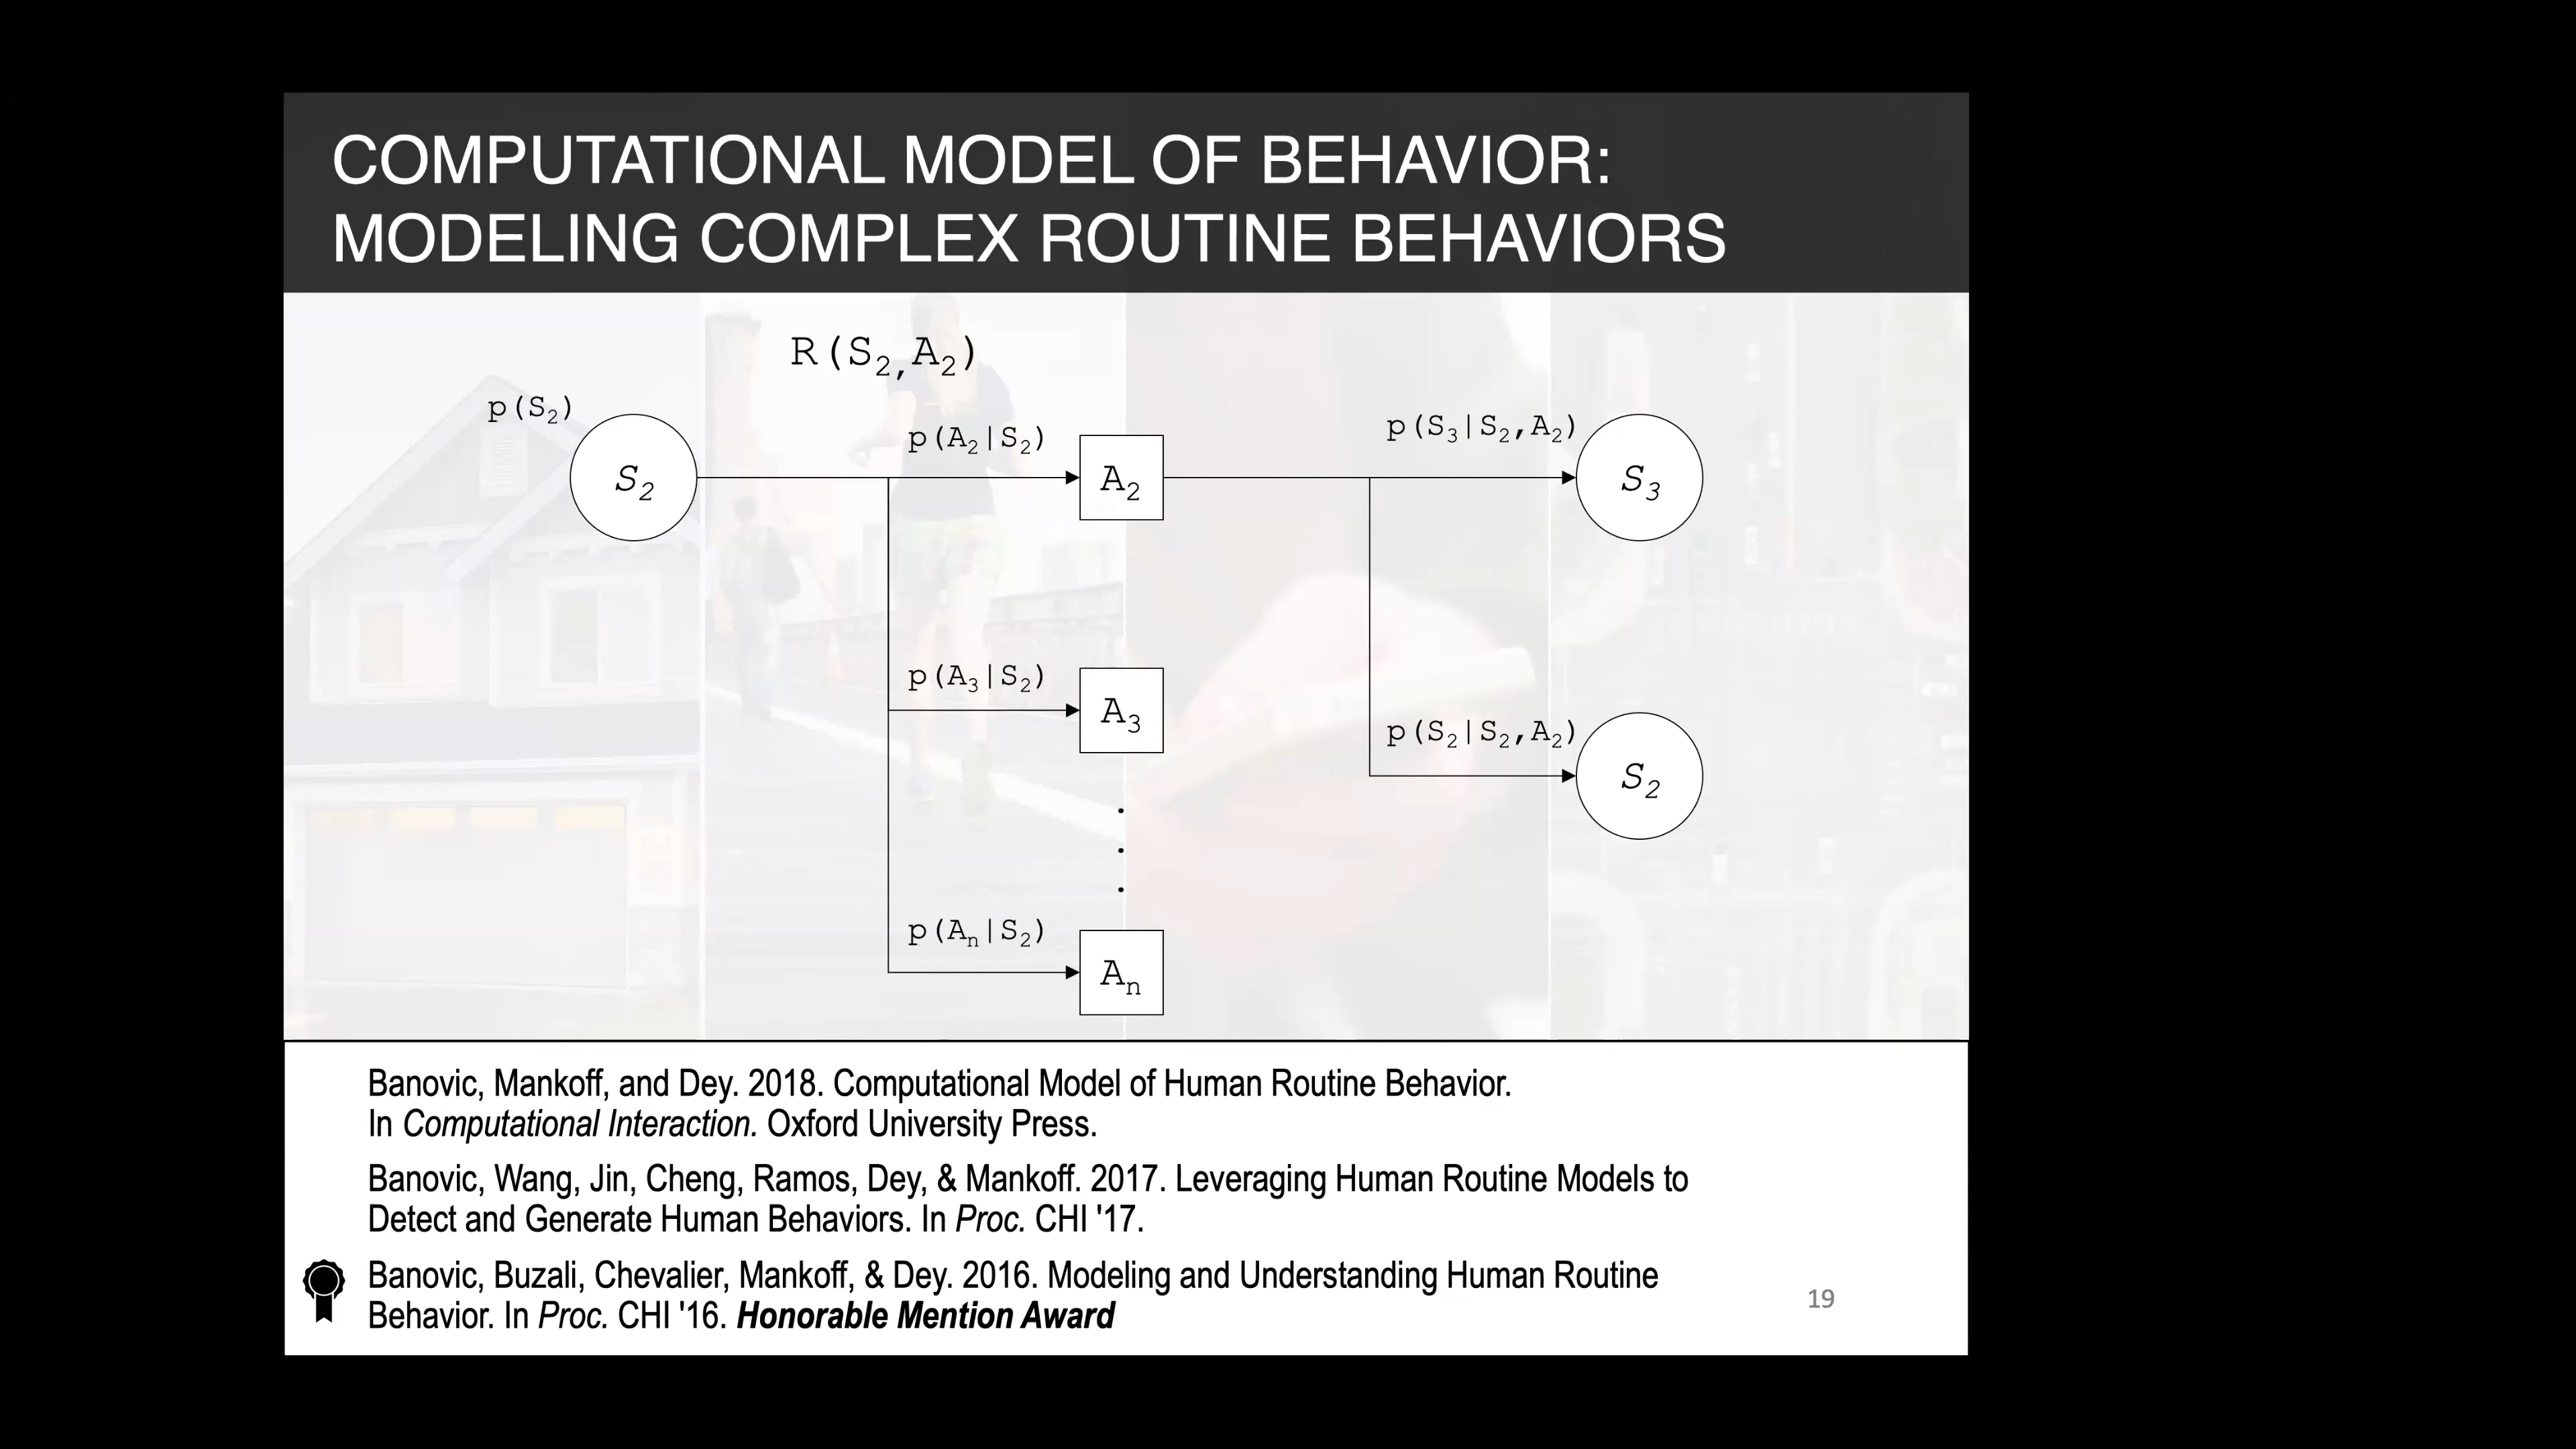 COMPUTATIONAL MODEL OF BEHAVIOR:
MODELING COMPLEX ROUTINE BEHAVIORS
R(S2,A2)
p(S2)
p(A2|S2)
p(S3|S2,A2)
S2
A2
S3
p(A3|S2)
A3
p(S2|S2,A2)
S2
.
.
.
p(An|S2)
An
Banovic, Mankoff, and Dey. 2018. Computational Model of Human Routine Behavior.
In Computational Interaction. Oxford University Press.
Banovic, Wang, Jin, Cheng, Ramos, Dey, & Mankoff. 2017. Leveraging Human Routine Models to
Detect and Generate Human Behaviors. In Proc. CHI '17.
Banovic, Buzali, Chevalier, Mankoff, & Dey. 2016. Modeling and Understanding Human Routine
Behavior. In Proc. CHI '16. Honorable Mention Award
19